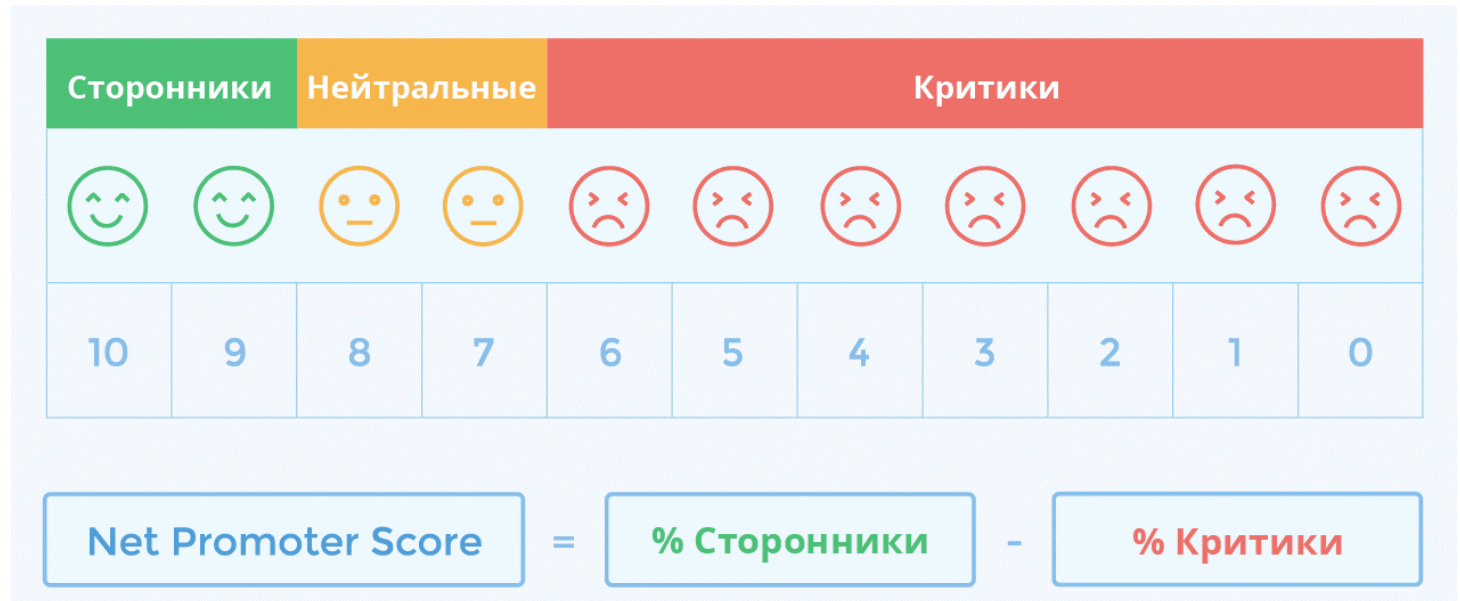 Сторонники Нейтральные Критики
10 9 8 7 6 5 4 3 2 1 0
Net Promoter Score = % Сторонники - % Критики